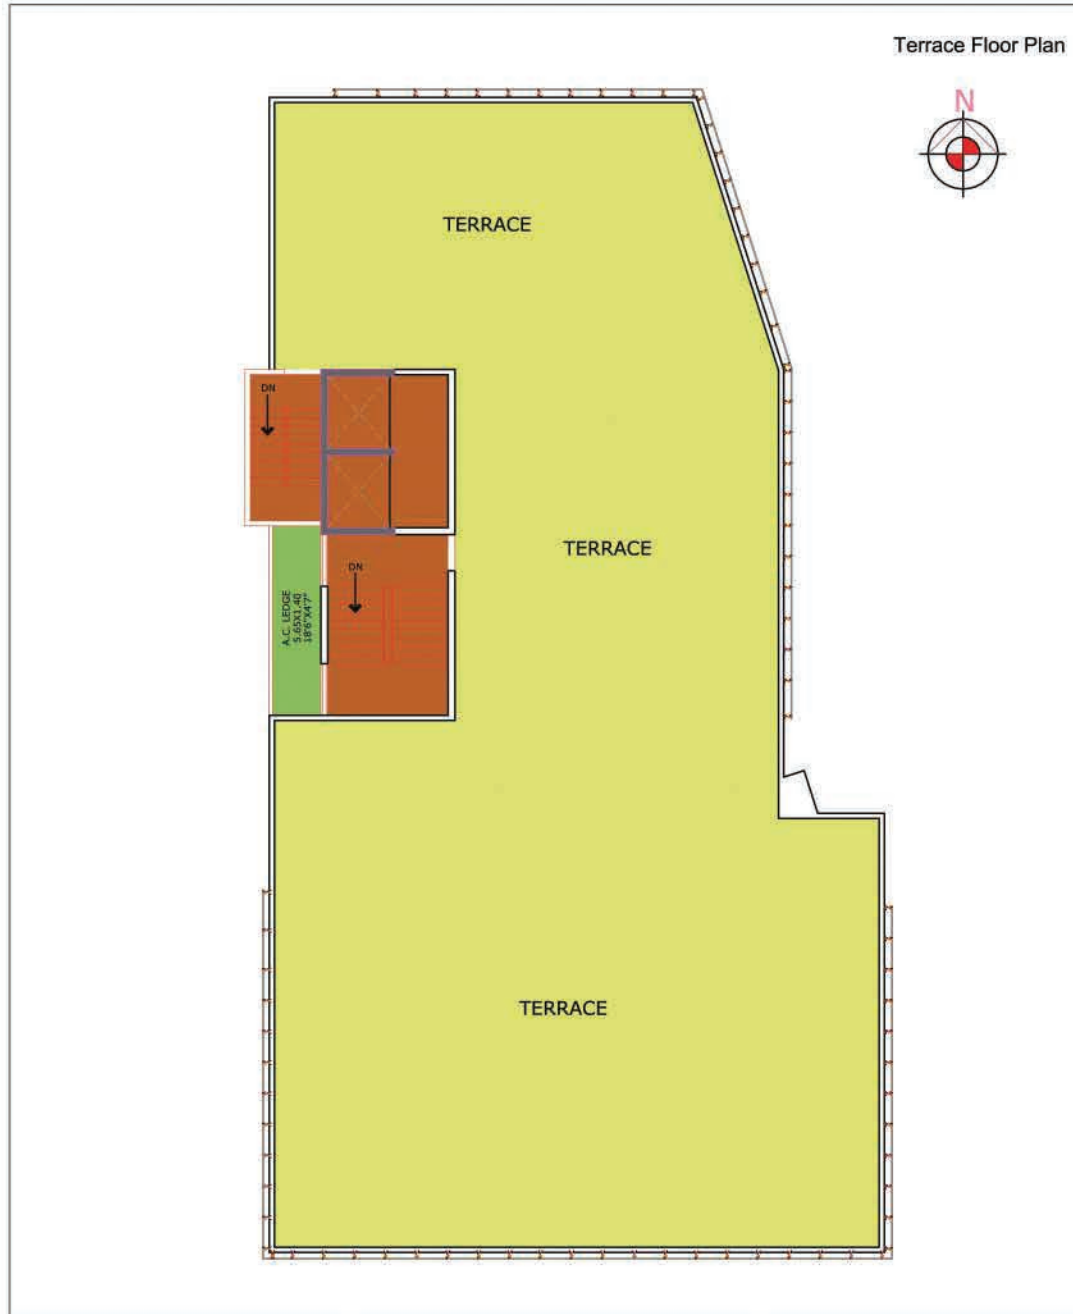 Terrace Floor Plan
N
TERRACE
DN
TERRACE
DN
A.C. LEDGE
5.65X1.40
18'6"X4'7"
TERRACE